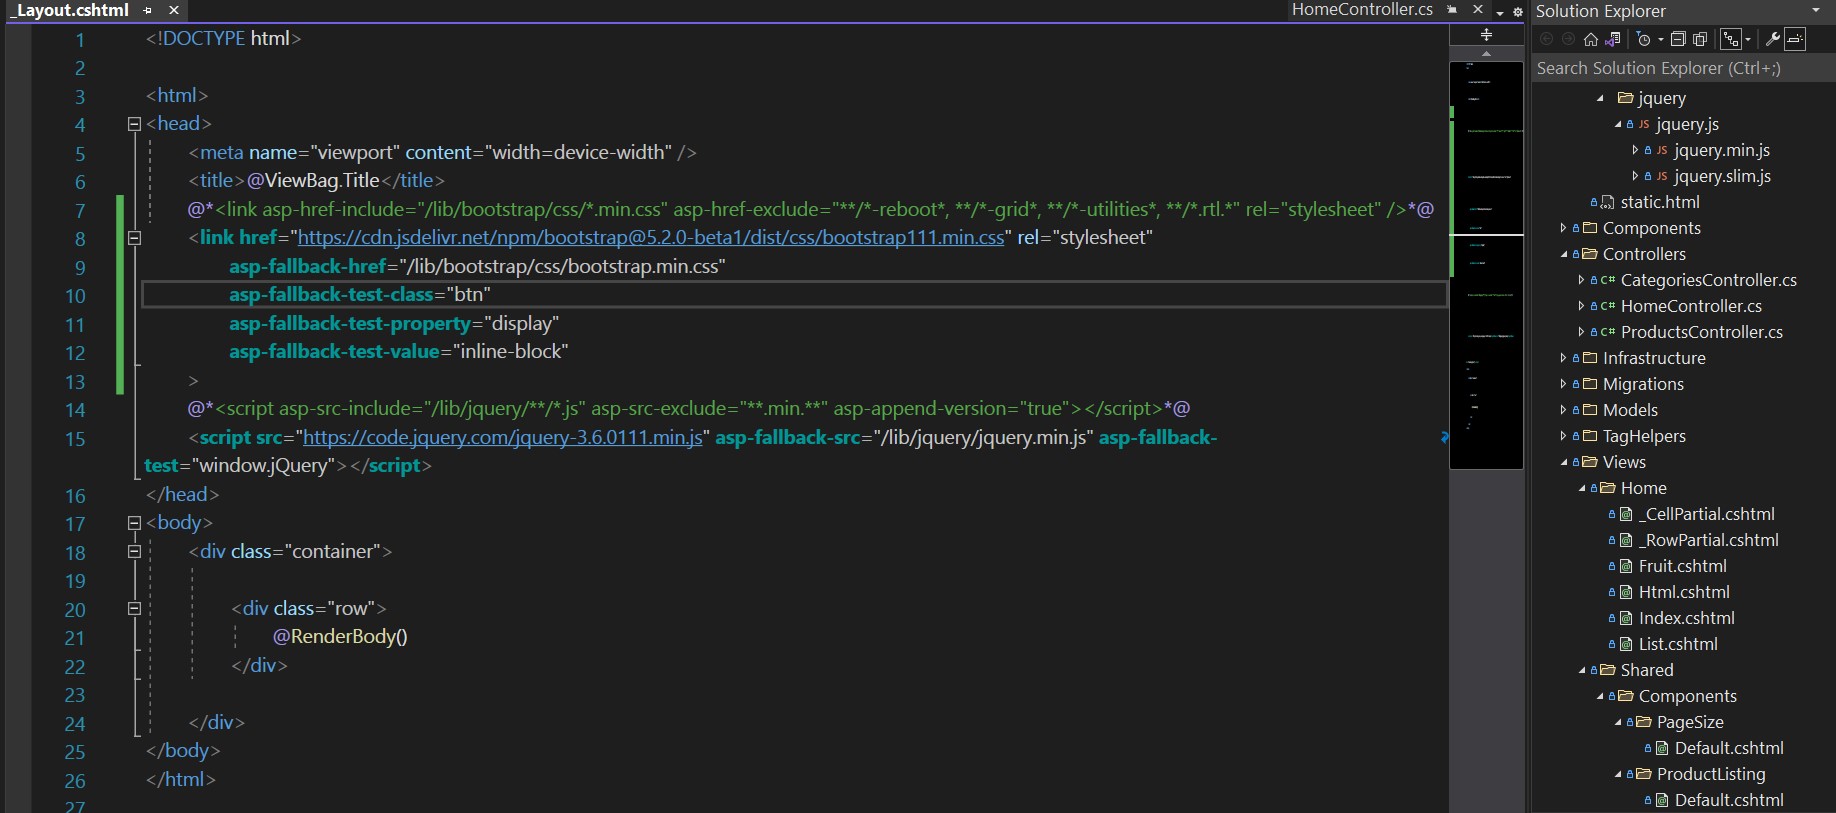 _Layout.cshtml
HomeController.cs
1 <!DOCTYPE html>
2
3 <html>
4 <head>
5 <meta name="viewport" content="width=device-width" />
6 <title>@ViewBag.Title</title>
7 @*<link asp-href-include="/lib/bootstrap/css/*.min.css" asp-href-exclude="**/*-reboot*, **/*-grid*, **/*-utilities*, **/*.rtl.*" rel="stylesheet" />*@
8 <link href="https://cdn.jsdelivr.net/npm/bootstrap@5.2.0-beta1/dist/css/bootstrap111.min.css" rel="stylesheet"
9 asp-fallback-href="/lib/bootstrap/css/bootstrap.min.css"
10 asp-fallback-test-class="btn"
11 asp-fallback-test-property="display"
12 asp-fallback-test-value="inline-block"
13 >
14 @*<script asp-src-include="/lib/jquery/**/*.js" asp-src-exclude="**.min.**" asp-append-version="true"></script>*@
15 <script src="https://code.jquery.com/jquery-3.6.0111.min.js" asp-fallback-src="/lib/jquery/jquery.min.js" asp-fallback-
test="window.jQuery"></script>
16 </head>
17 <body>
18 <div class="container">
19
20 <div class="row">
21 @RenderBody()
22 </div>
23
24 </div>
25 </body>
26 </html>
27
Solution Explorer
Search Solution Explorer (Ctrl+;)
jquery
JS jquery.js
JS jquery.min.js
JS jquery.slim.js
static.html
Components
Controllers
C# CategoriesController.cs
C# HomeController.cs
C# ProductsController.cs
Infrastructure
Migrations
Models
TagHelpers
Views
Home
_CellPartial.cshtml
_RowPartial.cshtml
Fruit.cshtml
Html.cshtml
Index.cshtml
List.cshtml
Shared
Components
PageSize
Default.cshtml
ProductListing
Default.cshtml